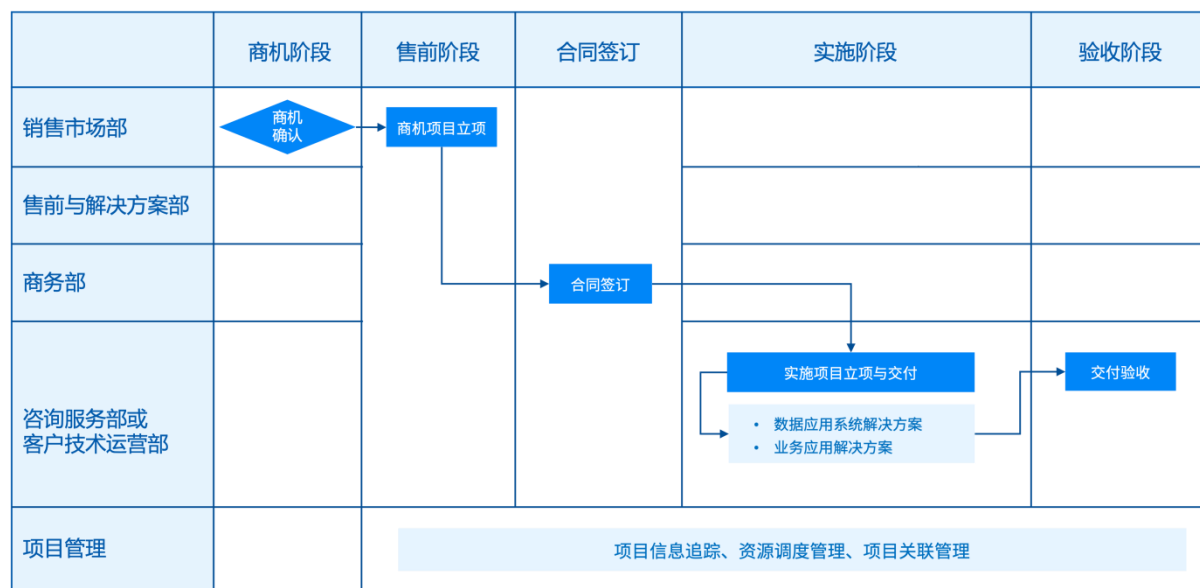 商机阶段
售前阶段
合同签订
实施阶段
验收阶段
销售市场部
商机
确认
商机项目立项
售前与解决方案部
商务部
合同签订
咨询服务部或
客户技术运营部
实施项目立项与交付
• 数据应用系统解决方案
• 业务应用解决方案
交付验收
项目管理
项目信息追踪、资源调度管理、项目关联管理